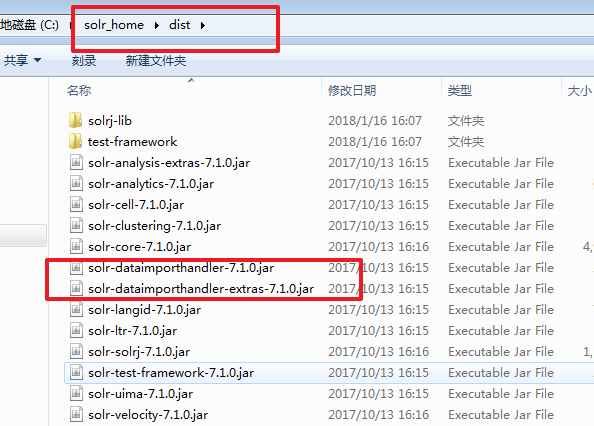 地磁盘 (C:) ▸ solr_home ▸ dist ▸
共享 ▼ 刻录 新建文件夹
名称 修改日期 类型 大小
solrj-lib 2018/1/16 16:07 文件夹
test-framework 2018/1/16 16:07 文件夹
solr-analysis-extras-7.1.0.jar 2017/10/13 16:15 Executable Jar File
solr-analytics-7.1.0.jar 2017/10/13 16:15 Executable Jar File
solr-cell-7.1.0.jar 2017/10/13 16:15 Executable Jar File
solr-clustering-7.1.0.jar 2017/10/13 16:15 Executable Jar File
solr-core-7.1.0.jar 2017/10/13 16:16 Executable Jar File 4,
solr-dataimporthandler-7.1.0.jar 2017/10/13 16:15 Executable Jar File
solr-dataimporthandler-extras-7.1.0.jar 2017/10/13 16:15 Executable Jar File
solr-langid-7.1.0.jar 2017/10/13 16:15 Executable Jar File
solr-ltr-7.1.0.jar 2017/10/13 16:15 Executable Jar File
solr-solrj-7.1.0.jar 2017/10/13 16:16 Executable Jar File 1,
solr-test-framework-7.1.0.jar 2017/10/13 16:15 Executable Jar File
solr-uima-7.1.0.jar 2017/10/13 16:15 Executable Jar File
solr-velocity-7.1.0.jar 2017/10/13 16:16 Executable Jar File